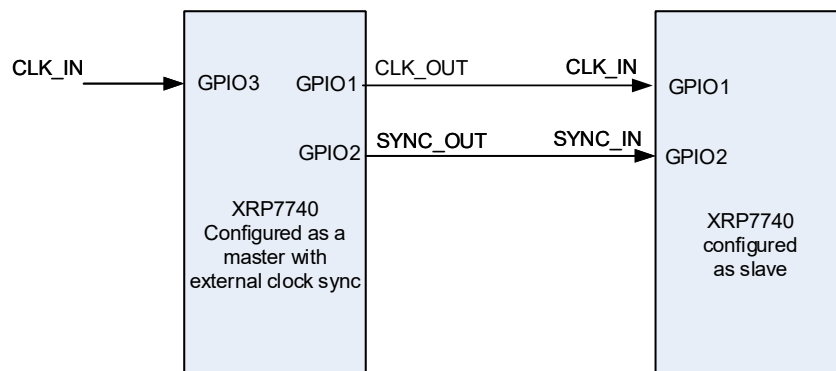 CLK_IN
GPIO3
GPIO1
CLK_OUT
CLK_IN
GPIO1
GPIO2
SYNC_OUT
SYNC_IN
GPIO2
XRP7740
Configured as a
master with
external clock sync
XRP7740
configured
as slave